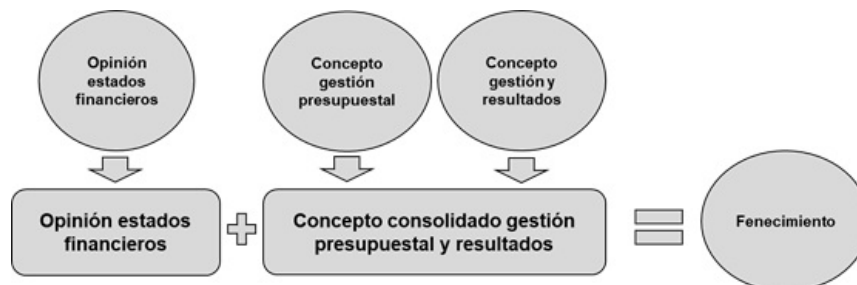 Opinión
estados
financieros
Concepto
gestión
presupuestal
Concepto
gestión y
resultados
Opinión estados
financieros
Concepto consolidado gestión
presupuestal y resultados
Fenecimiento